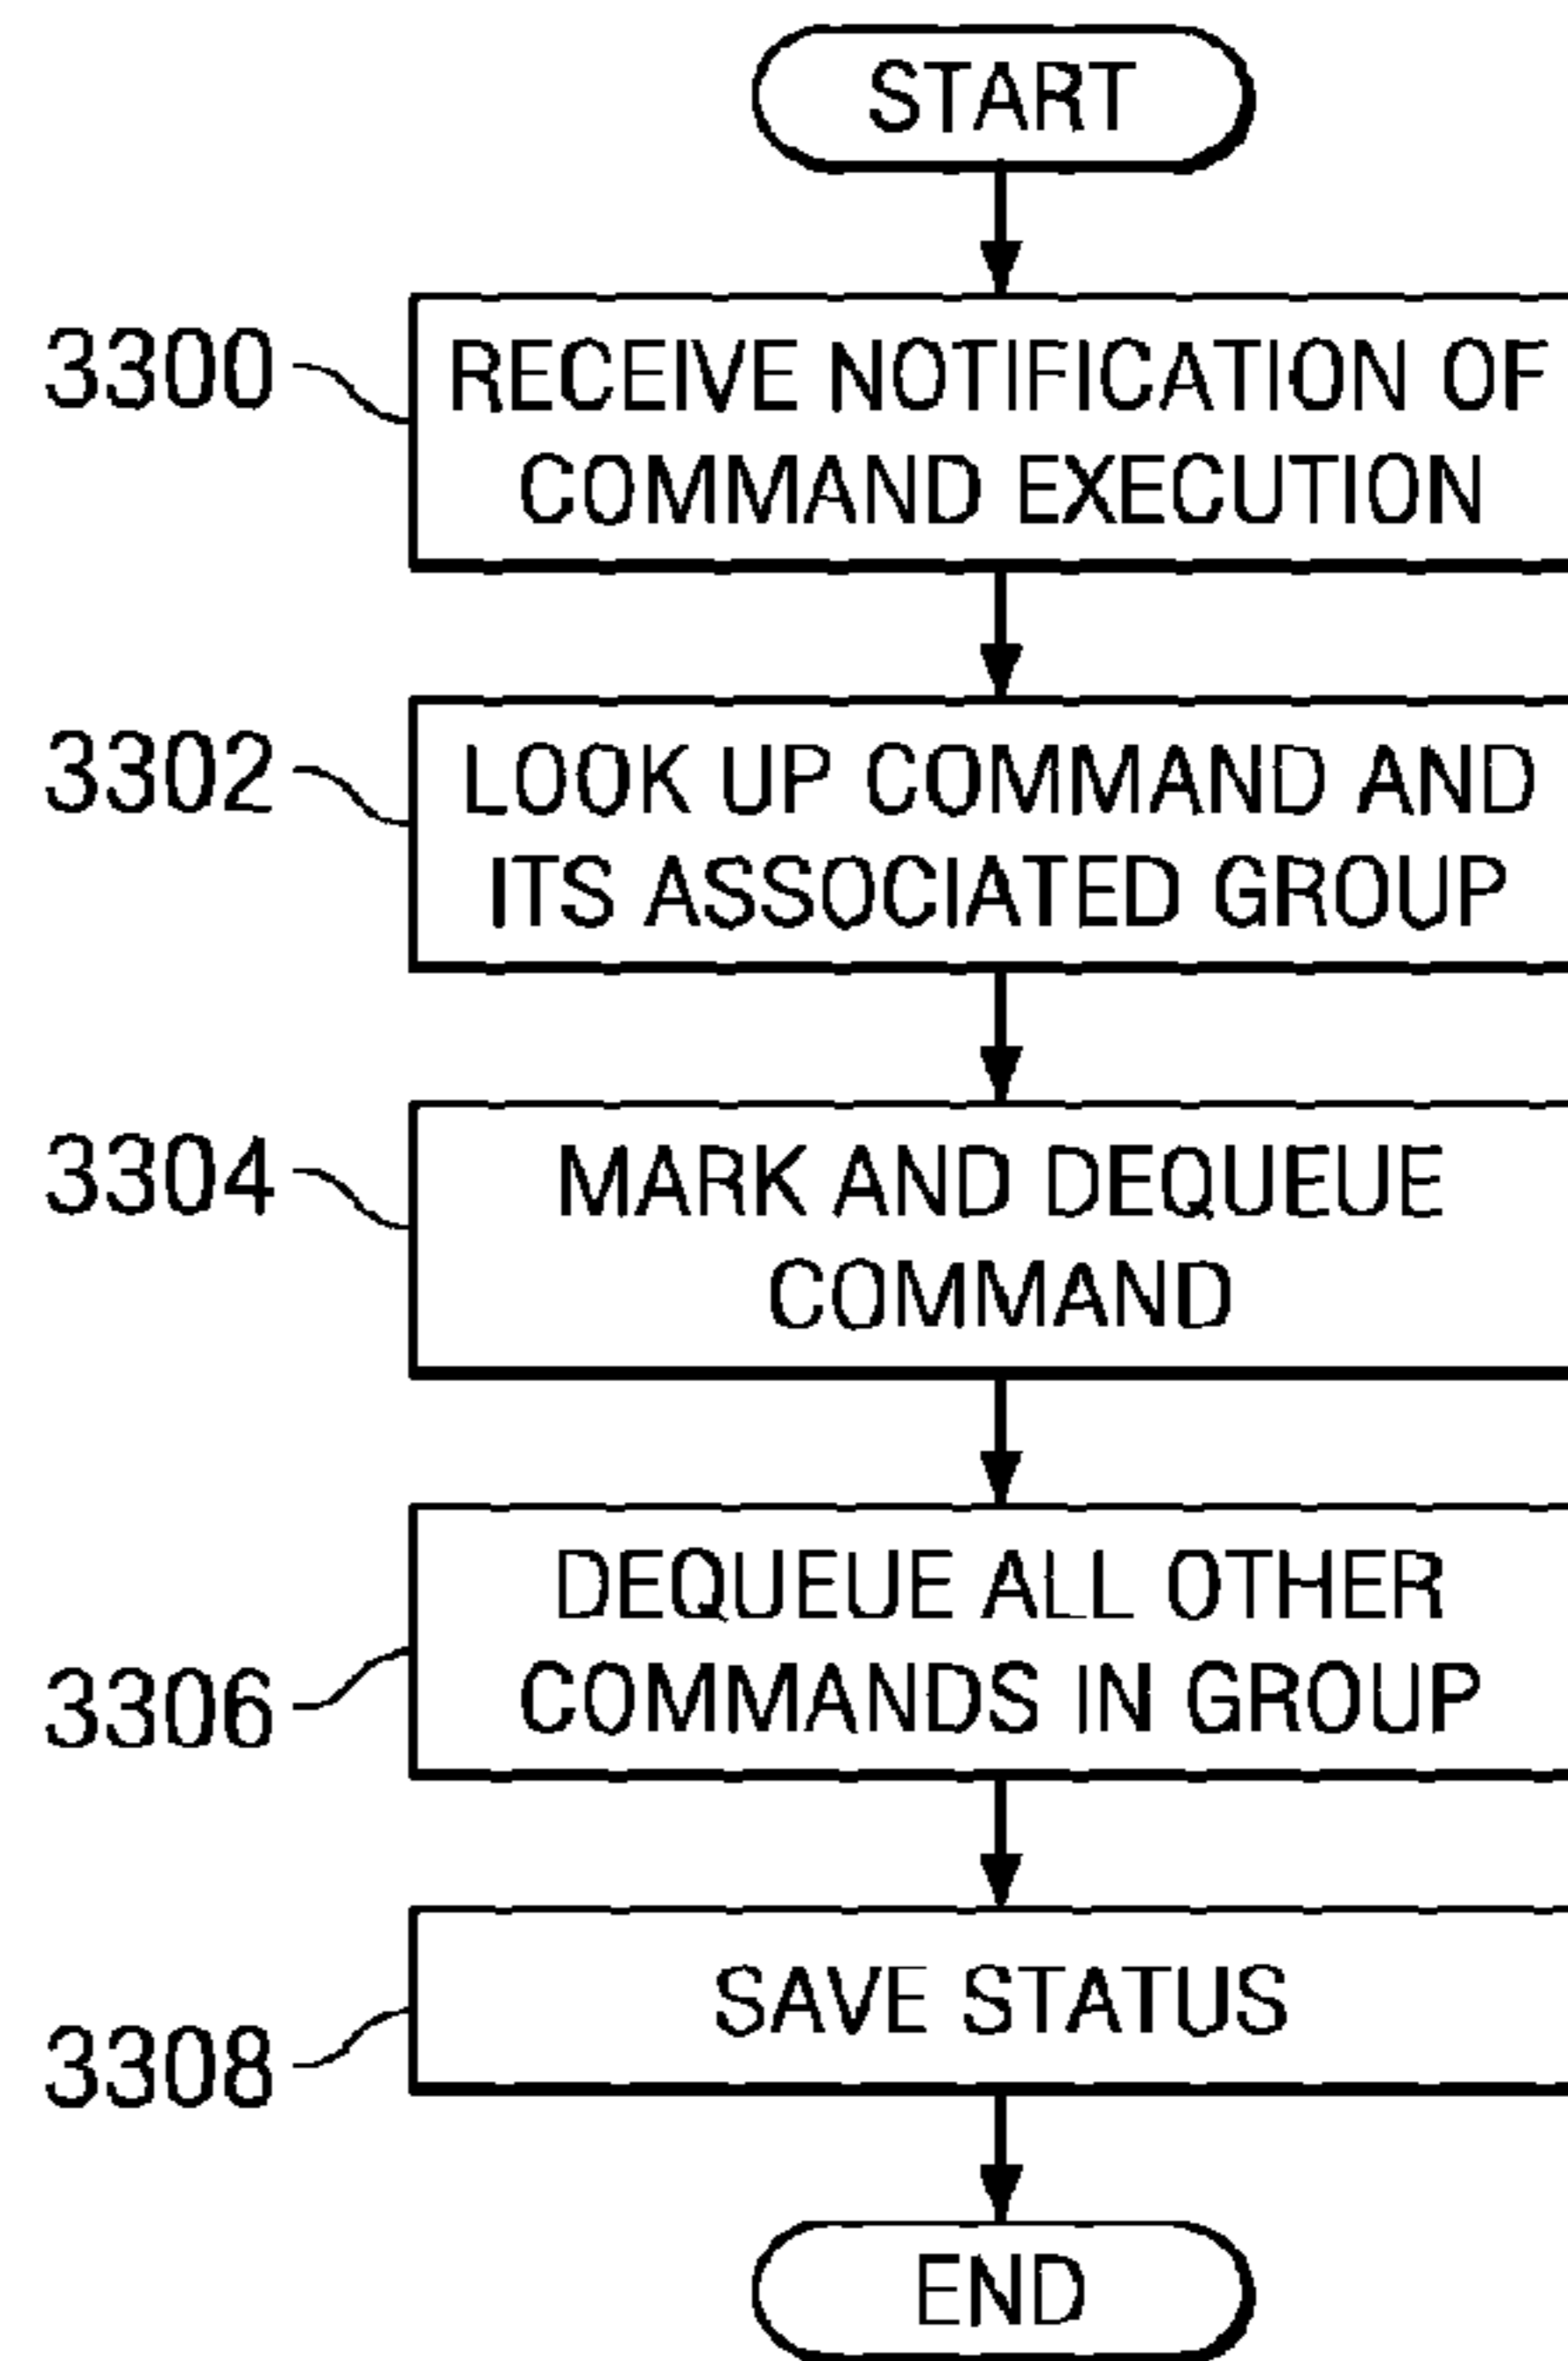 START
3300
RECEIVE NOTIFICATION OF
COMMAND EXECUTION
3302
LOOK UP COMMAND AND
ITS ASSOCIATED GROUP
3304
MARK AND DEQUEUE
COMMAND
3306
DEQUEUE ALL OTHER
COMMANDS IN GROUP
3308
SAVE STATUS
END